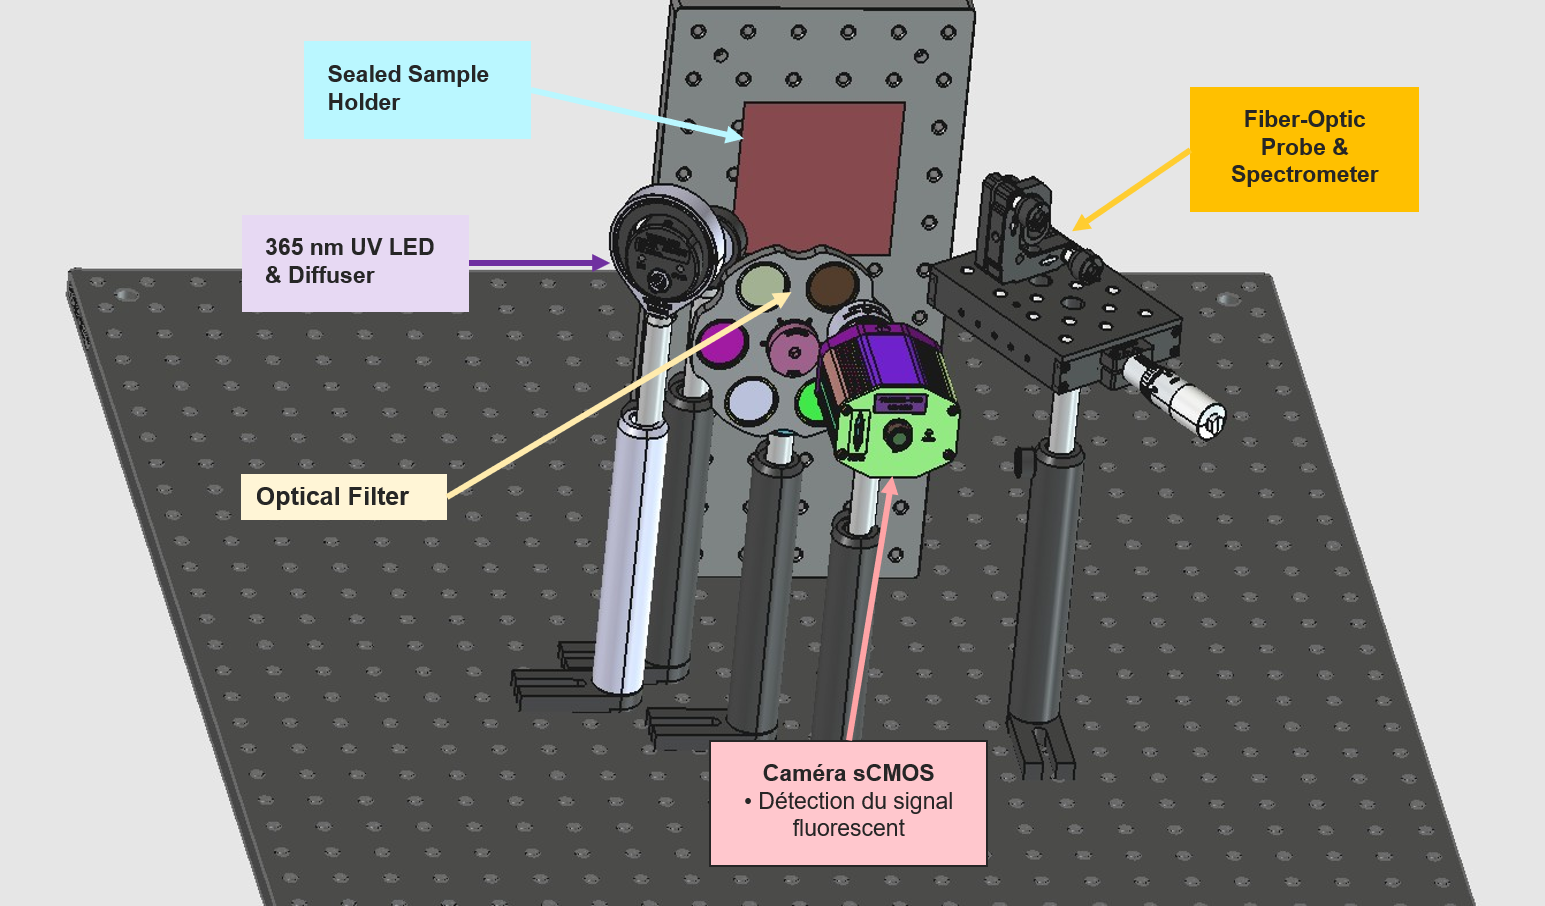 Sealed Sample
Holder
Fiber-Optic
Probe &
Spectrometer
365 nm UV LED
& Diffuser
Optical Filter
Caméra sCMOS
• Détection du signal
fluorescent